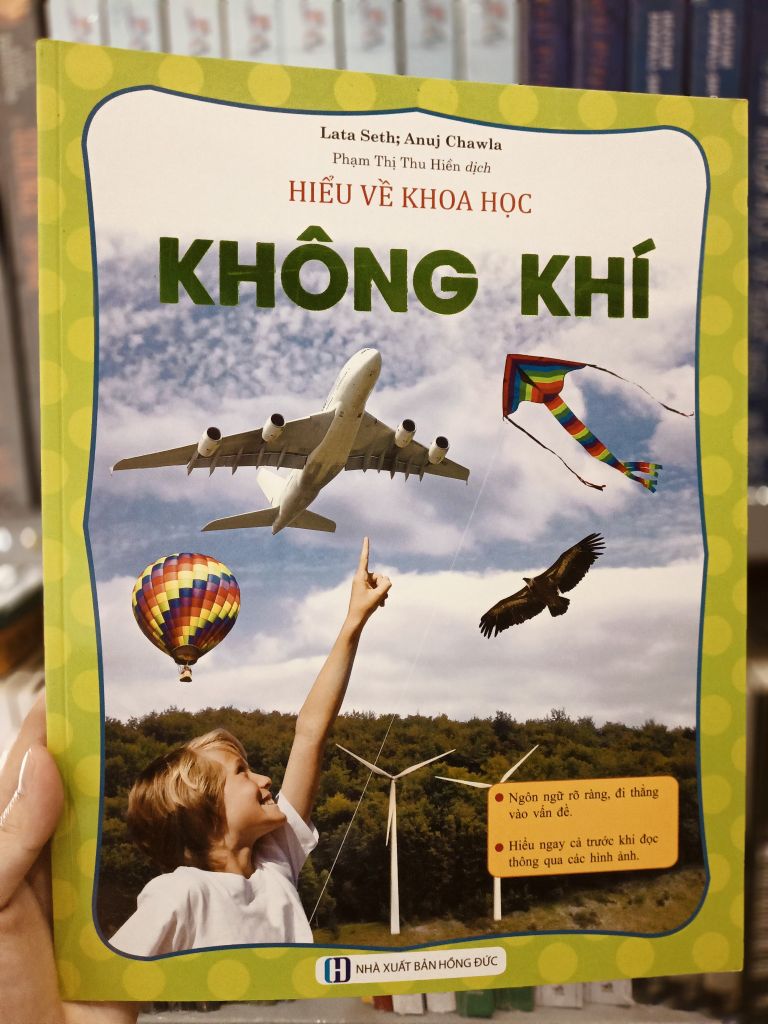 Lata Seth; Anuj Chawla
Phạm Thị Thu Hiền dịch
HIỂU VỀ KHOA HỌC
KHÔNG KHÍ
Ngôn ngữ rõ ràng, đi thẳng
vào vấn đề.
Hiểu ngay cả trước khi đọc
thông qua các hình ảnh.
NHÀ XUẤT BẢN HỒNG ĐỨC